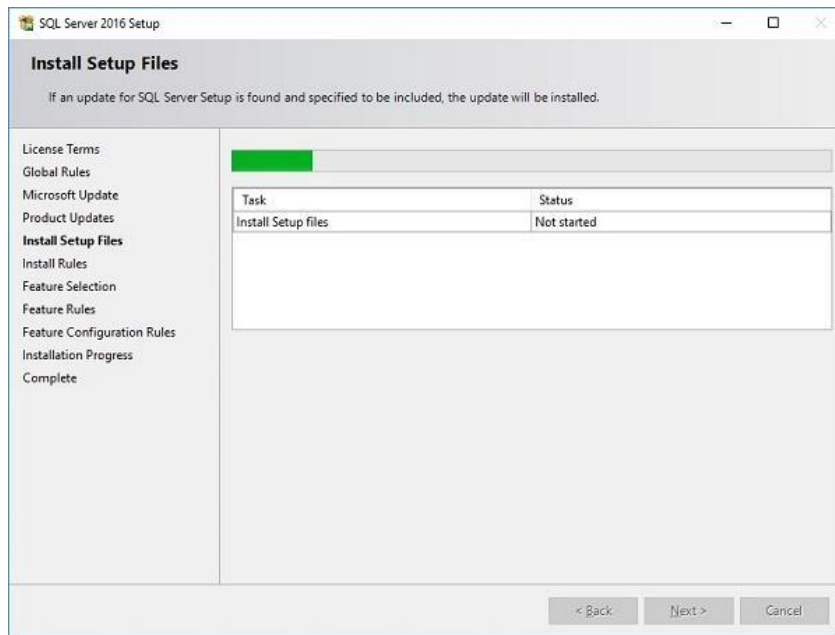 SQL Server 2016 Setup
Install Setup Files
If an update for SQL Server Setup is found and specified to be included, the update will be installed.
License Terms
Global Rules
Microsoft Update
Product Updates
Install Setup Files
Install Rules
Feature Selection
Feature Rules
Feature Configuration Rules
Installation Progress
Complete
Task Status
Install Setup files Not started
< Back Next > Cancel